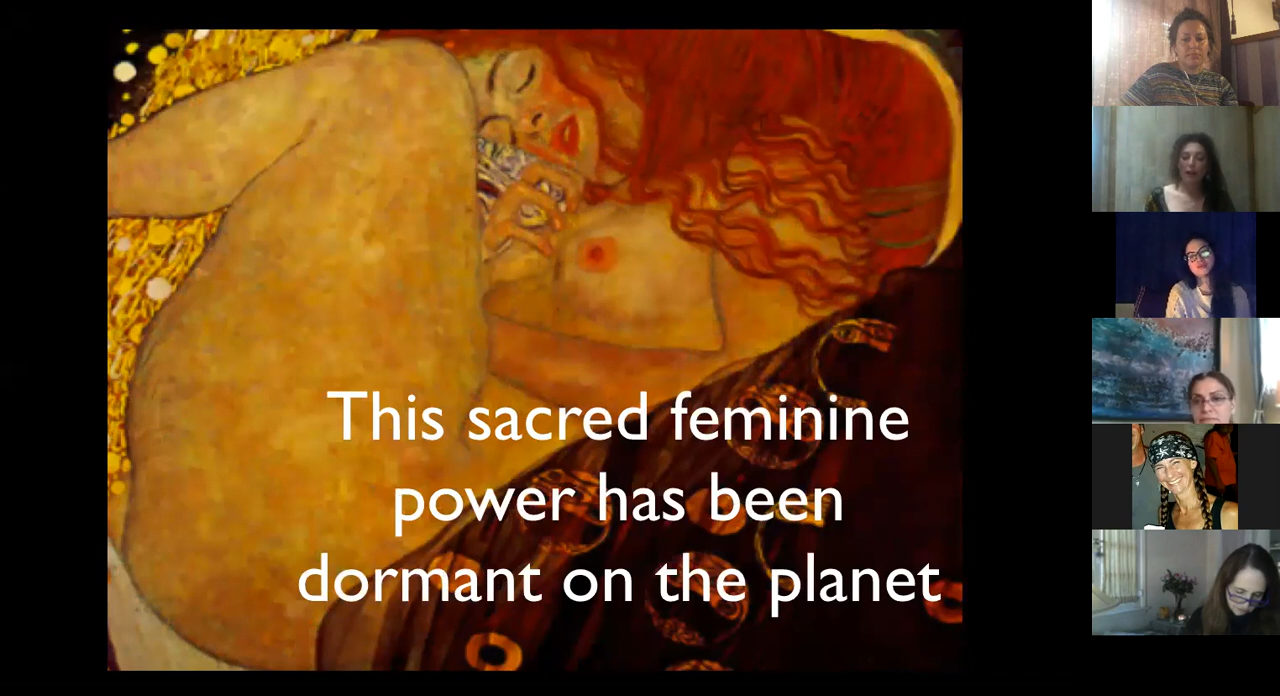 This sacred feminine
power has been
dormant on the planet